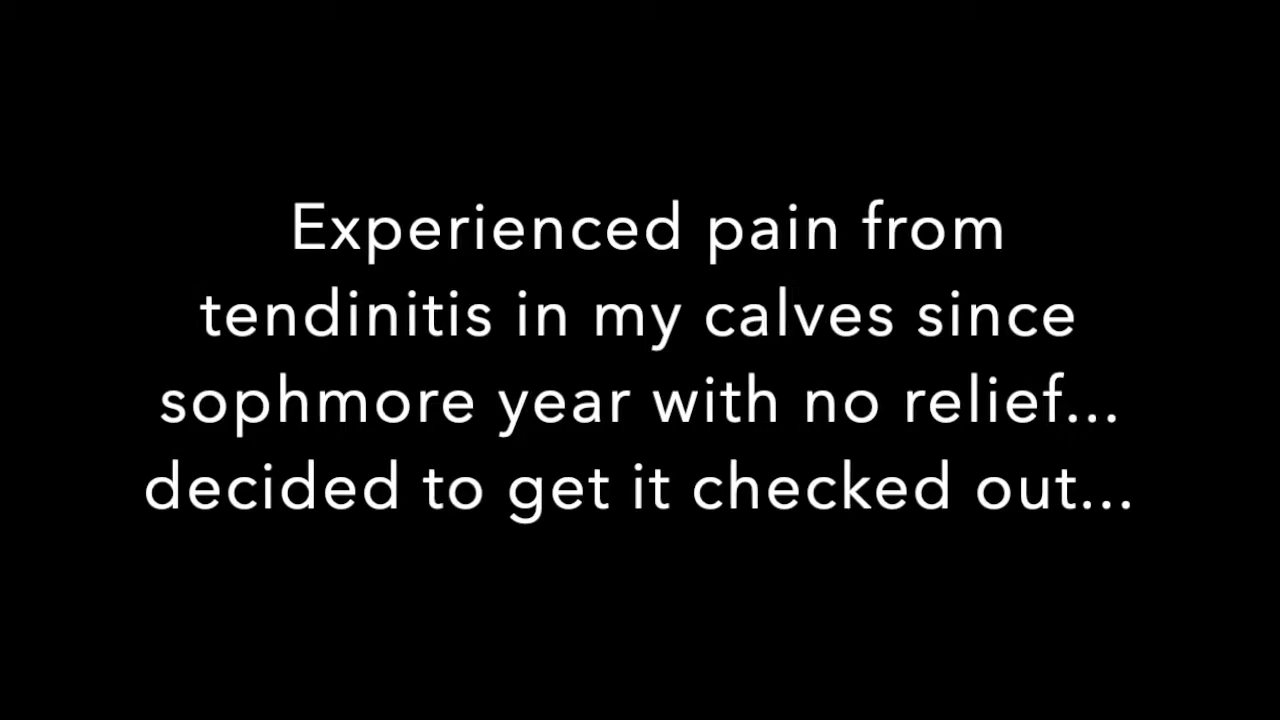 Experienced pain from
tendinitis in my calves since
sophmore year with no relief...
decided to get it checked out...